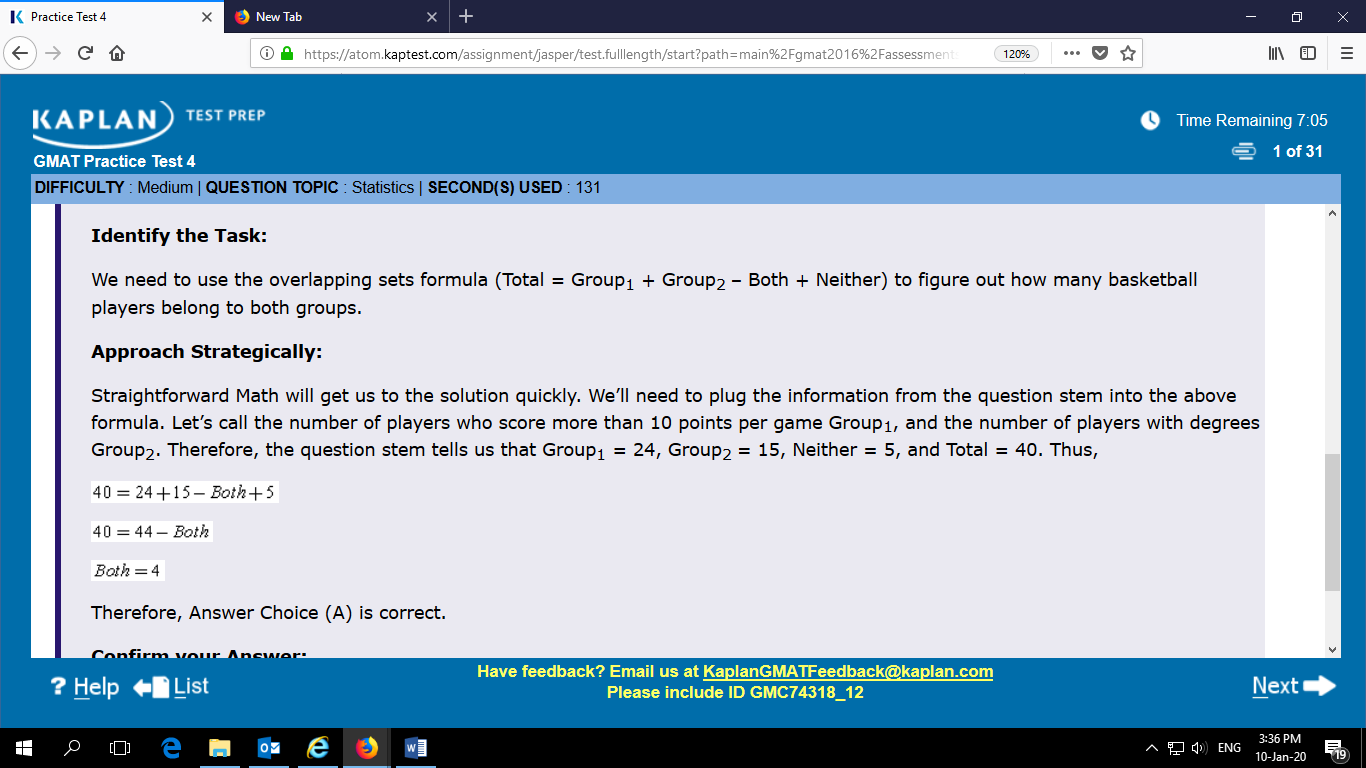 Practice Test 4
New Tab
https://atom.kaptest.com/assignment/jasper/test.fulllength/start?path=main%2Fgmat2016%2Fassessment
120%
KAPLAN TEST PREP
Time Remaining 7:05
GMAT Practice Test 4
1 of 31
DIFFICULTY : Medium | QUESTION TOPIC : Statistics | SECOND(S) USED : 131
Identify the Task:
We need to use the overlapping sets formula (Total = Group₁ + Group₂ – Both + Neither) to figure out how many basketball
players belong to both groups.
Approach Strategically:
Straightforward Math will get us to the solution quickly. We’ll need to plug the information from the question stem into the above
formula. Let’s call the number of players who score more than 10 points per game Group₁, and the number of players with degrees
Group₂. Therefore, the question stem tells us that Group₁ = 24, Group₂ = 15, Neither = 5, and Total = 40. Thus,
40 = 24 + 15 – Both + 5
40 = 44 – Both
Both = 4
Therefore, Answer Choice (A) is correct.
Confirm your Answer:
Have feedback? Email us at KaplanGMATFeedback@kaplan.com
Please include ID GMC74318_12
? Help List
Next
ENG
3:36 PM
10-Jan-20
19